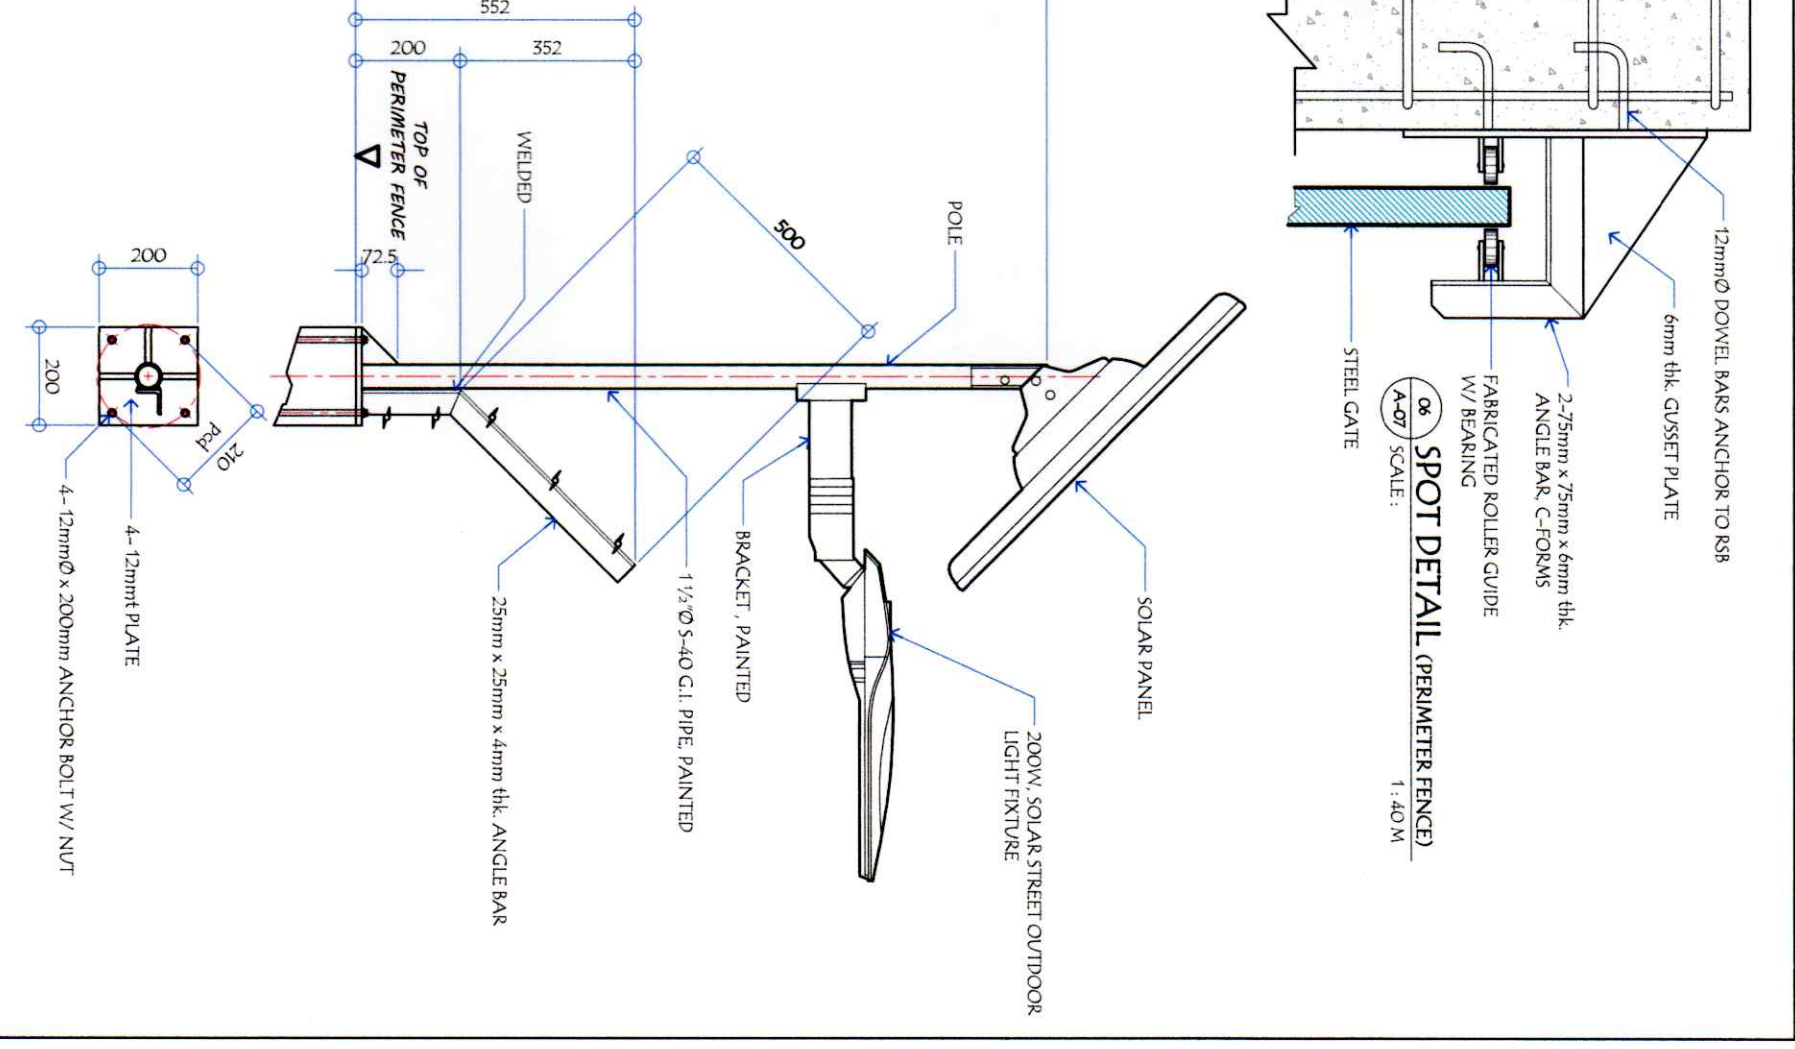 12mmØ DOWEL BARS ANCHOR TO RSB
6mm thk. GUSSET PLATE
2-75mm x 75mm x 6mm thk.
ANGLE BAR, C-FORMS
FABRICATED ROLLER GUIDE
W/ BEARING
STEEL GATE
06
A-07
SPOT DETAIL (PERIMETER FENCE)
SCALE :
1 : 40 M
SOLAR PANEL
200W, SOLAR STREET OUTDOOR
LIGHT FIXTURE
POLE
500
BRACKET , PAINTED
1 ½"Ø S-40 G.I. PIPE, PAINTED
WELDED
25mm x 25mm x 4mm thk. ANGLE BAR
552
200
352
TOP OF
PERIMETER FENCE
72.5
200
200
210
pcd
4- 12mmt PLATE
4- 12mmØ x 200mm ANCHOR BOLT W/ NUT